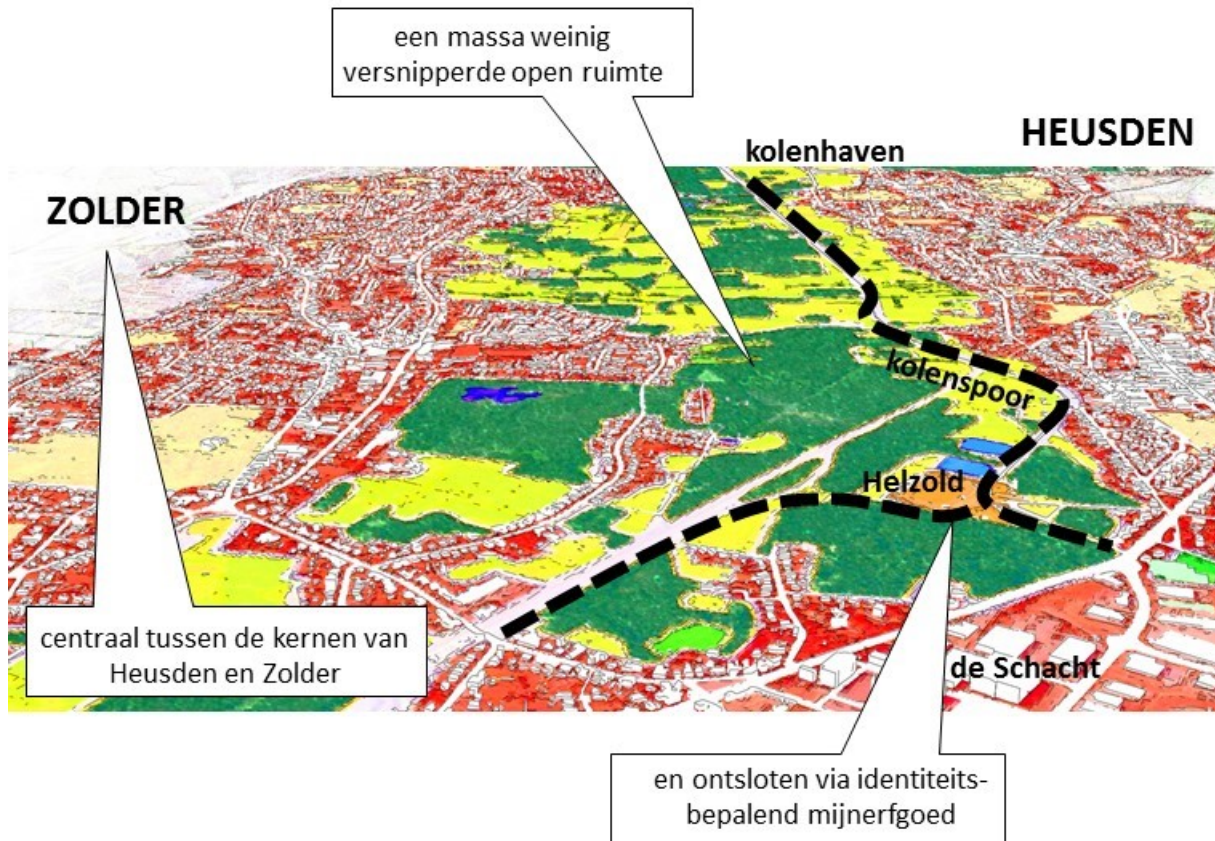 een massa weinig
versnipperde open ruimte
HEUSDEN
kolenhaven
ZOLDER
kolenspoor
Helzold
centraal tussen de kernen van
Heusden en Zolder
de Schacht
en ontsloten via identiteits-
bepalend mijnerfgoed